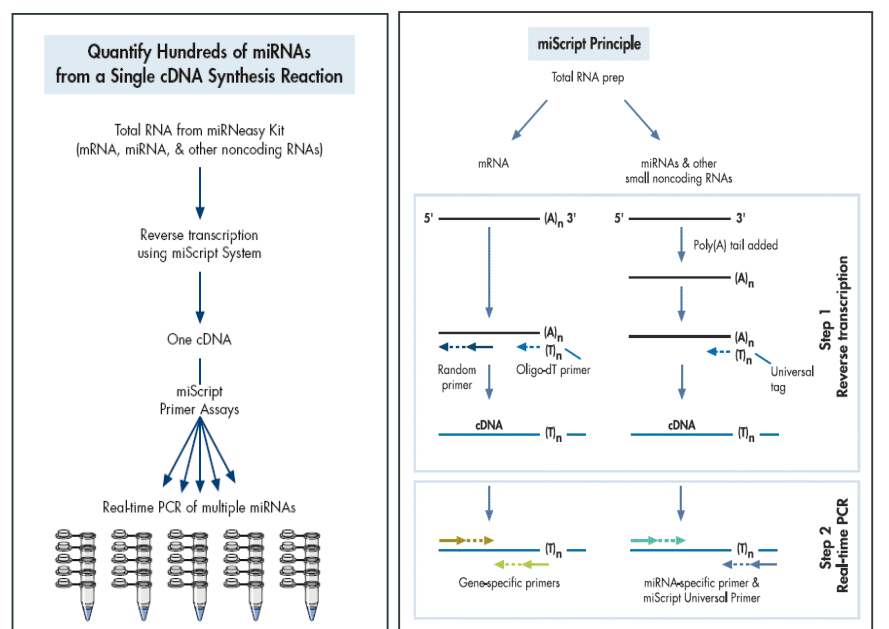 Quantify Hundreds of miRNAs
from a Single cDNA Synthesis Reaction
Total RNA from miRNeasy Kit
(mRNA, miRNA, & other noncoding RNAs)
Reverse transcription
using miScript System
One cDNA
miScript
Primer Assays
Real-time PCR of multiple miRNAs
miScript Principle
Total RNA prep
mRNA
miRNAs & other
small noncoding RNAs
5' (A)n 3'
5' 3'
Poly(A) tail added
(A)n
(A)n
(T)n
Random
primer
Oligo-dT primer
(A)n
(T)n
Universal
tag
cDNA (T)n
cDNA (T)n
Step 1
Reverse transcription
(T)n
Gene-specific primers
(T)n
miRNA-specific primer &
miScript Universal Primer
Step 2
Real-time PCR